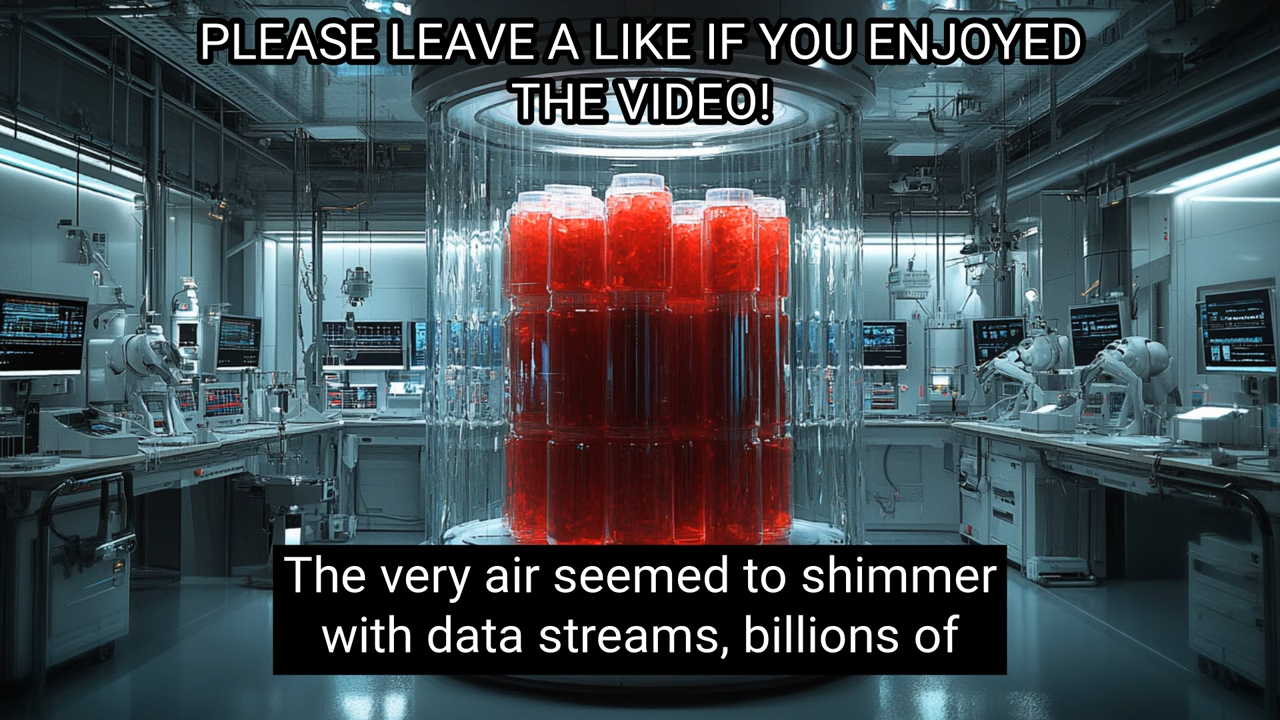 PLEASE LEAVE A LIKE IF YOU ENJOYED
THE VIDEO!
The very air seemed to shimmer
with data streams, billions of